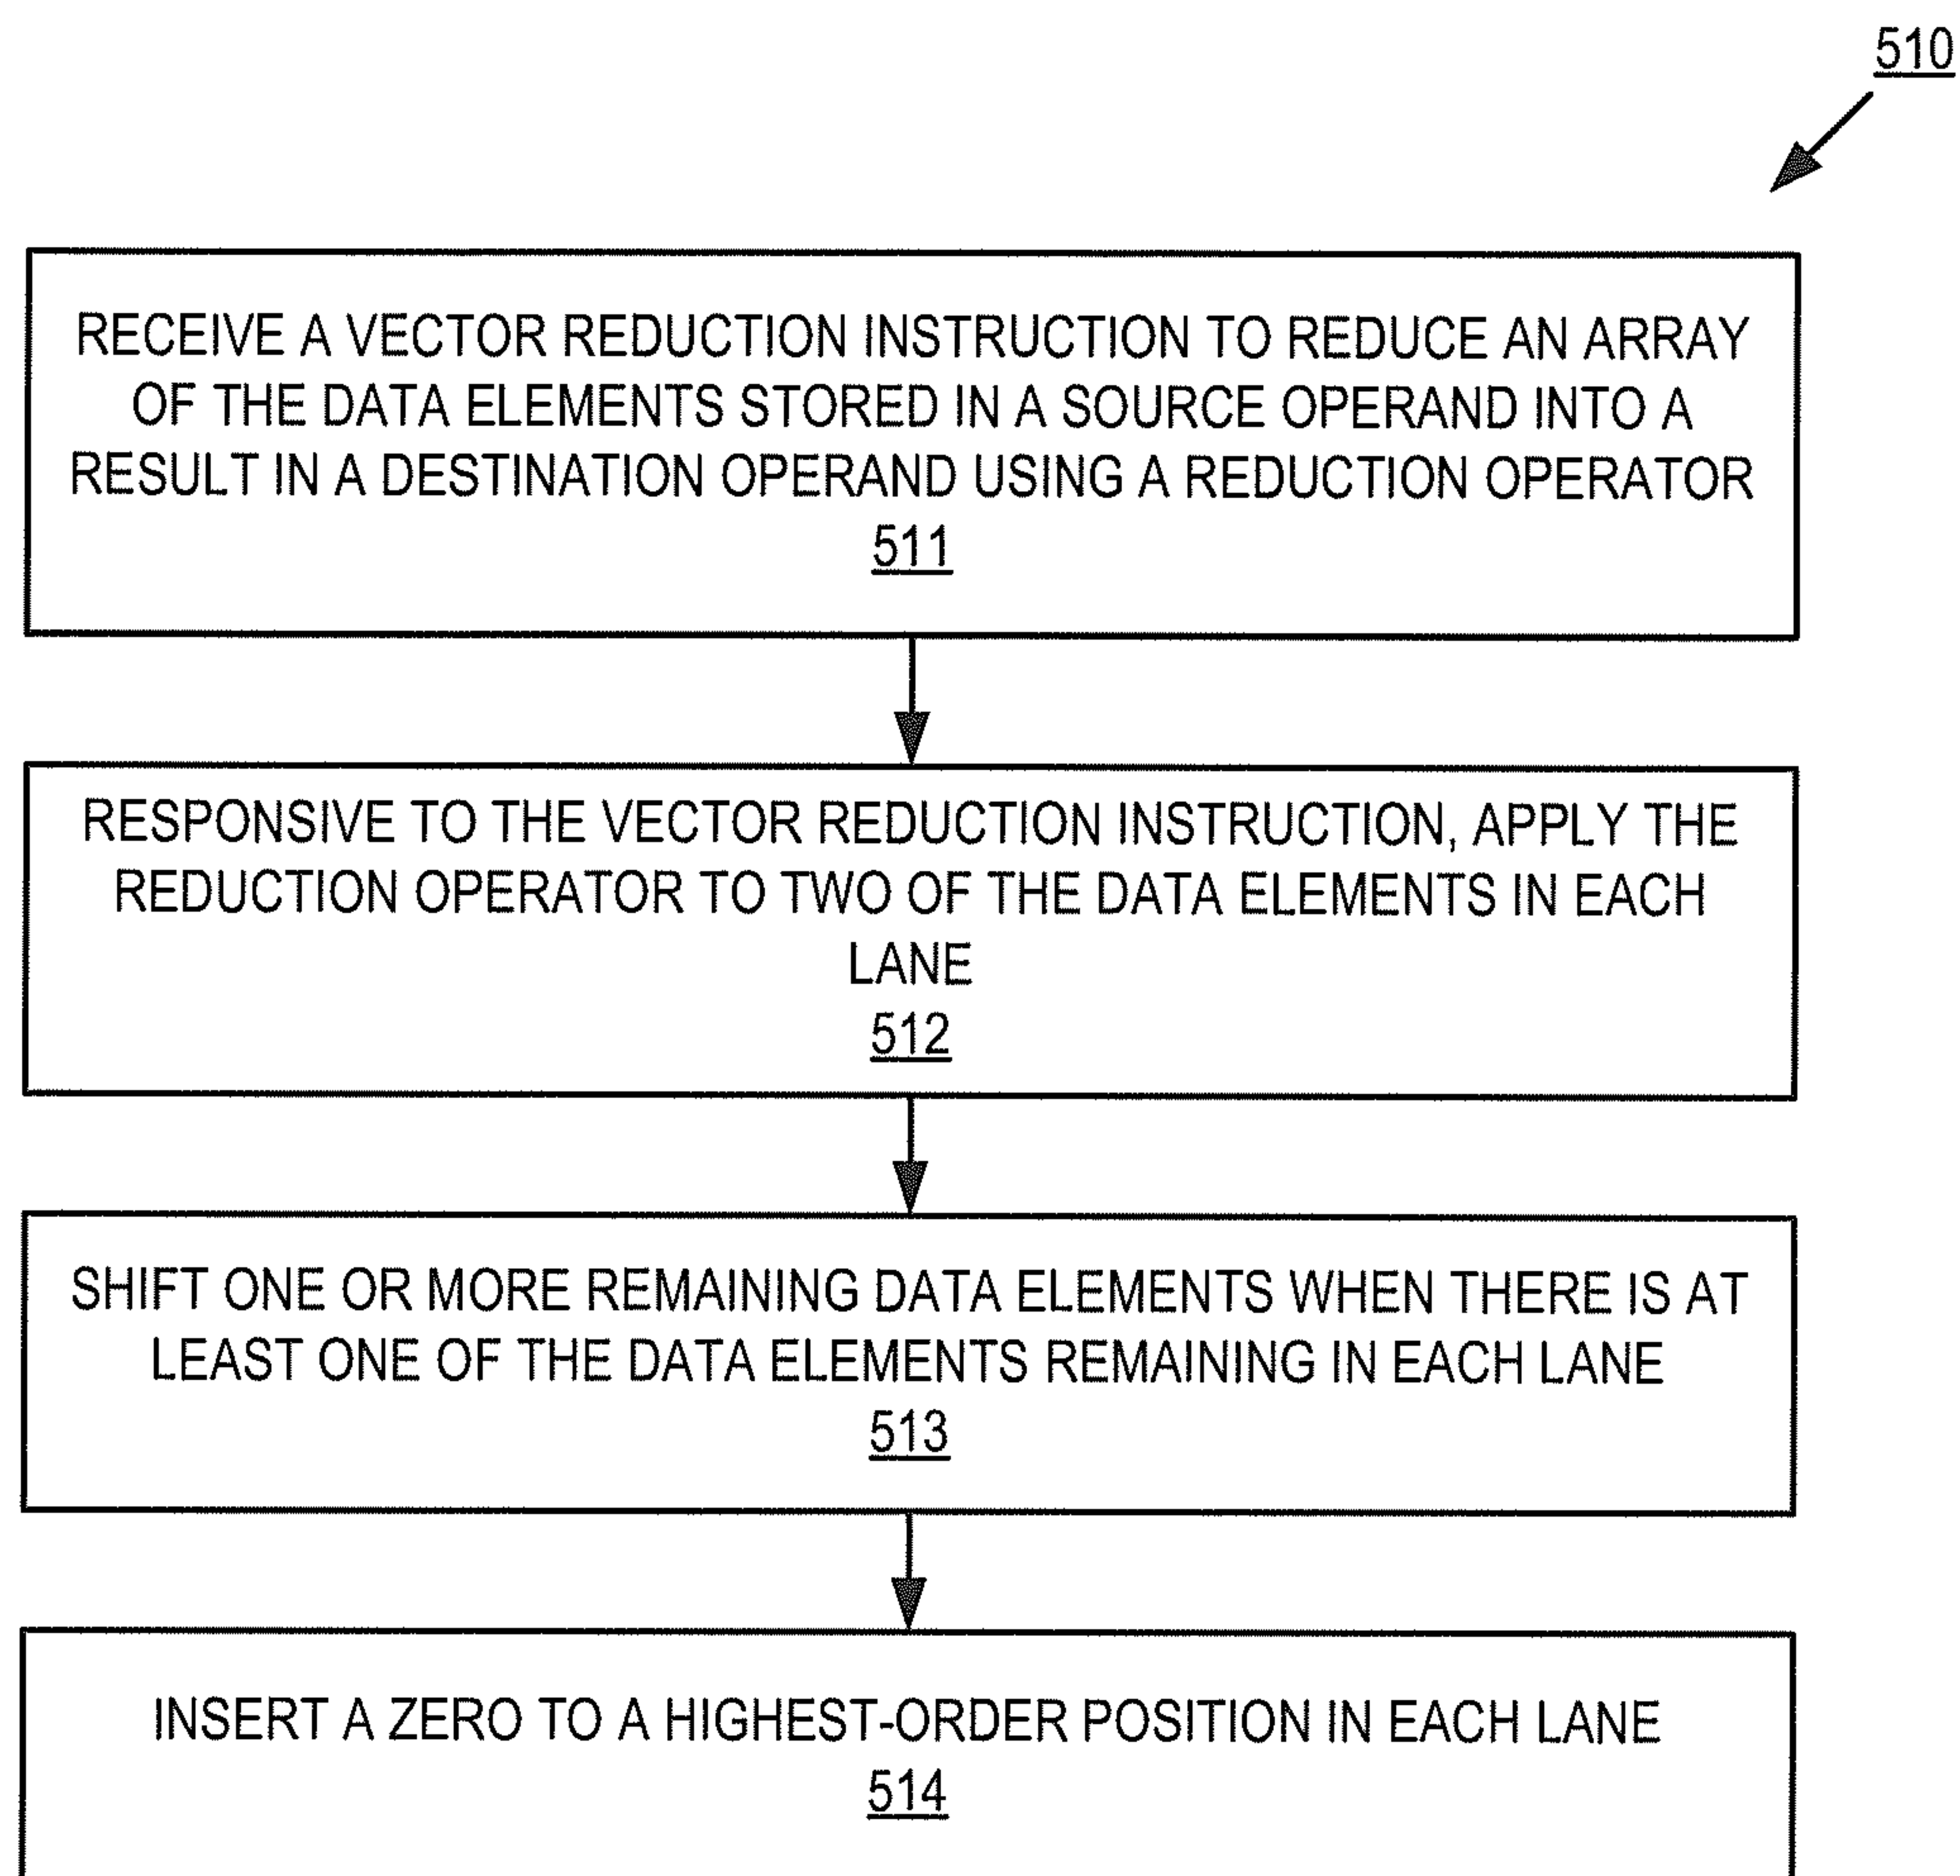 510
RECEIVE A VECTOR REDUCTION INSTRUCTION TO REDUCE AN ARRAY
OF THE DATA ELEMENTS STORED IN A SOURCE OPERAND INTO A
RESULT IN A DESTINATION OPERAND USING A REDUCTION OPERATOR
511
RESPONSIVE TO THE VECTOR REDUCTION INSTRUCTION, APPLY THE
REDUCTION OPERATOR TO TWO OF THE DATA ELEMENTS IN EACH
LANE
512
SHIFT ONE OR MORE REMAINING DATA ELEMENTS WHEN THERE IS AT
LEAST ONE OF THE DATA ELEMENTS REMAINING IN EACH LANE
513
INSERT A ZERO TO A HIGHEST-ORDER POSITION IN EACH LANE
514